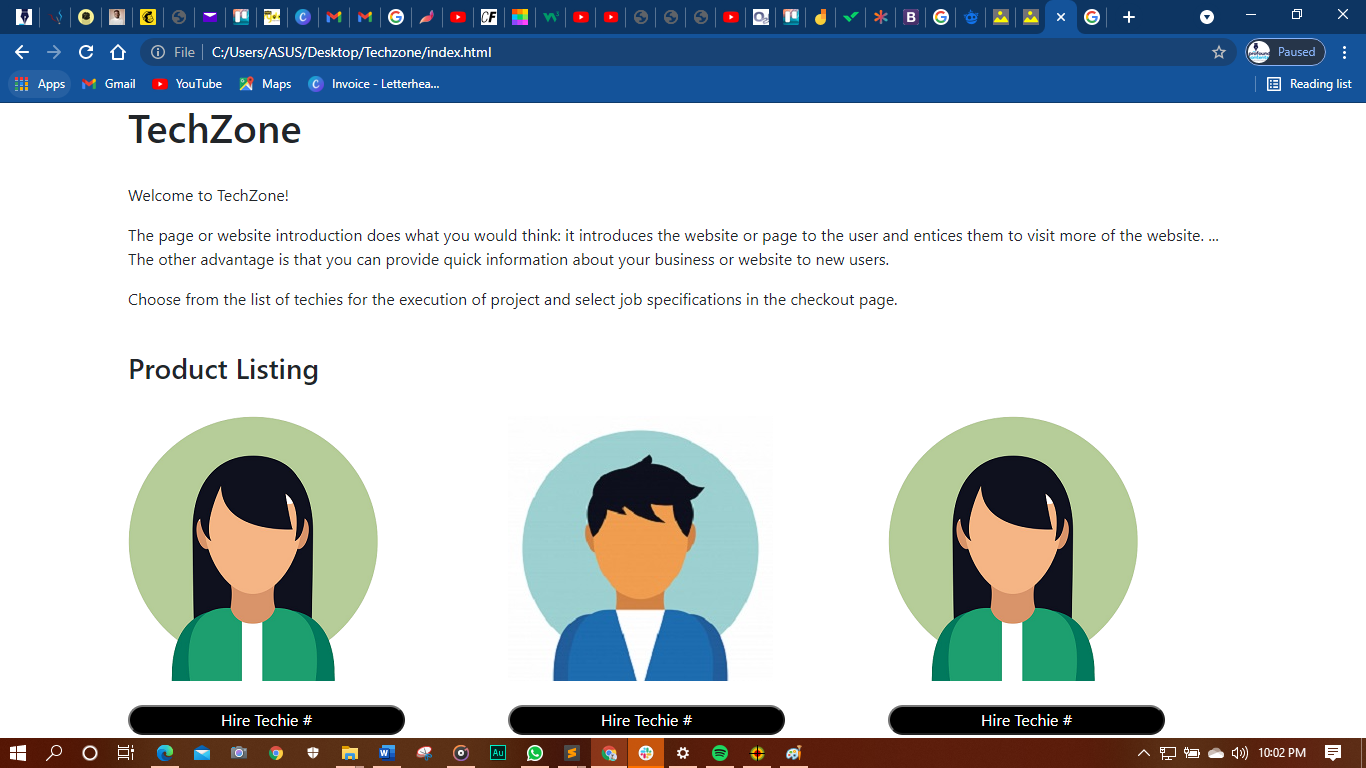 File
C:/Users/ASUS/Desktop/Techzone/index.html
Paused
Apps
Gmail
YouTube
Maps
Invoice - Letterhea...
Reading list
TechZone
Welcome to TechZone!
The page or website introduction does what you would think: it introduces the website or page to the user and entices them to visit more of the website. ...
The other advantage is that you can provide quick information about your business or website to new users.
Choose from the list of techies for the execution of project and select job specifications in the checkout page.
Product Listing
Hire Techie #
Hire Techie #
Hire Techie #
10:02 PM